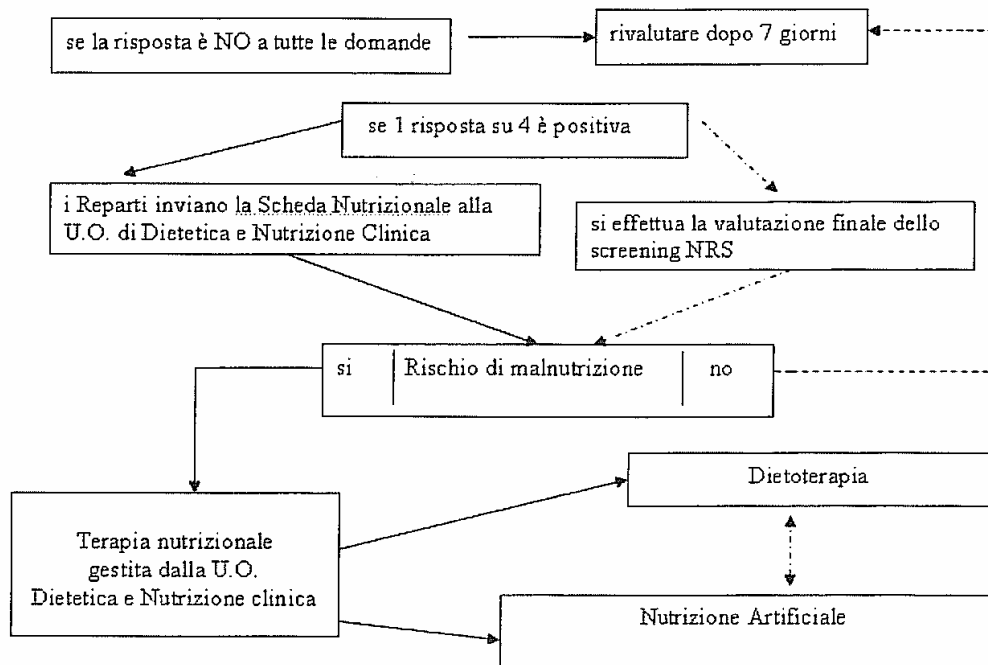 se la risposta è NO a tutte le domande
rivalutare dopo 7 giorni
se 1 risposta su 4 è positiva
i Reparti inviano la Scheda Nutrizionale alla
U.O. di Dietetica e Nutrizione Clinica
si effettua la valutazione finale dello
screening NRS
si
Rischio di malnutrizione
no
Dietoterapia
Terapia nutrizionale
gestita dalla U.O.
Dietetica e Nutrizione clinica
Nutrizione Artificiale